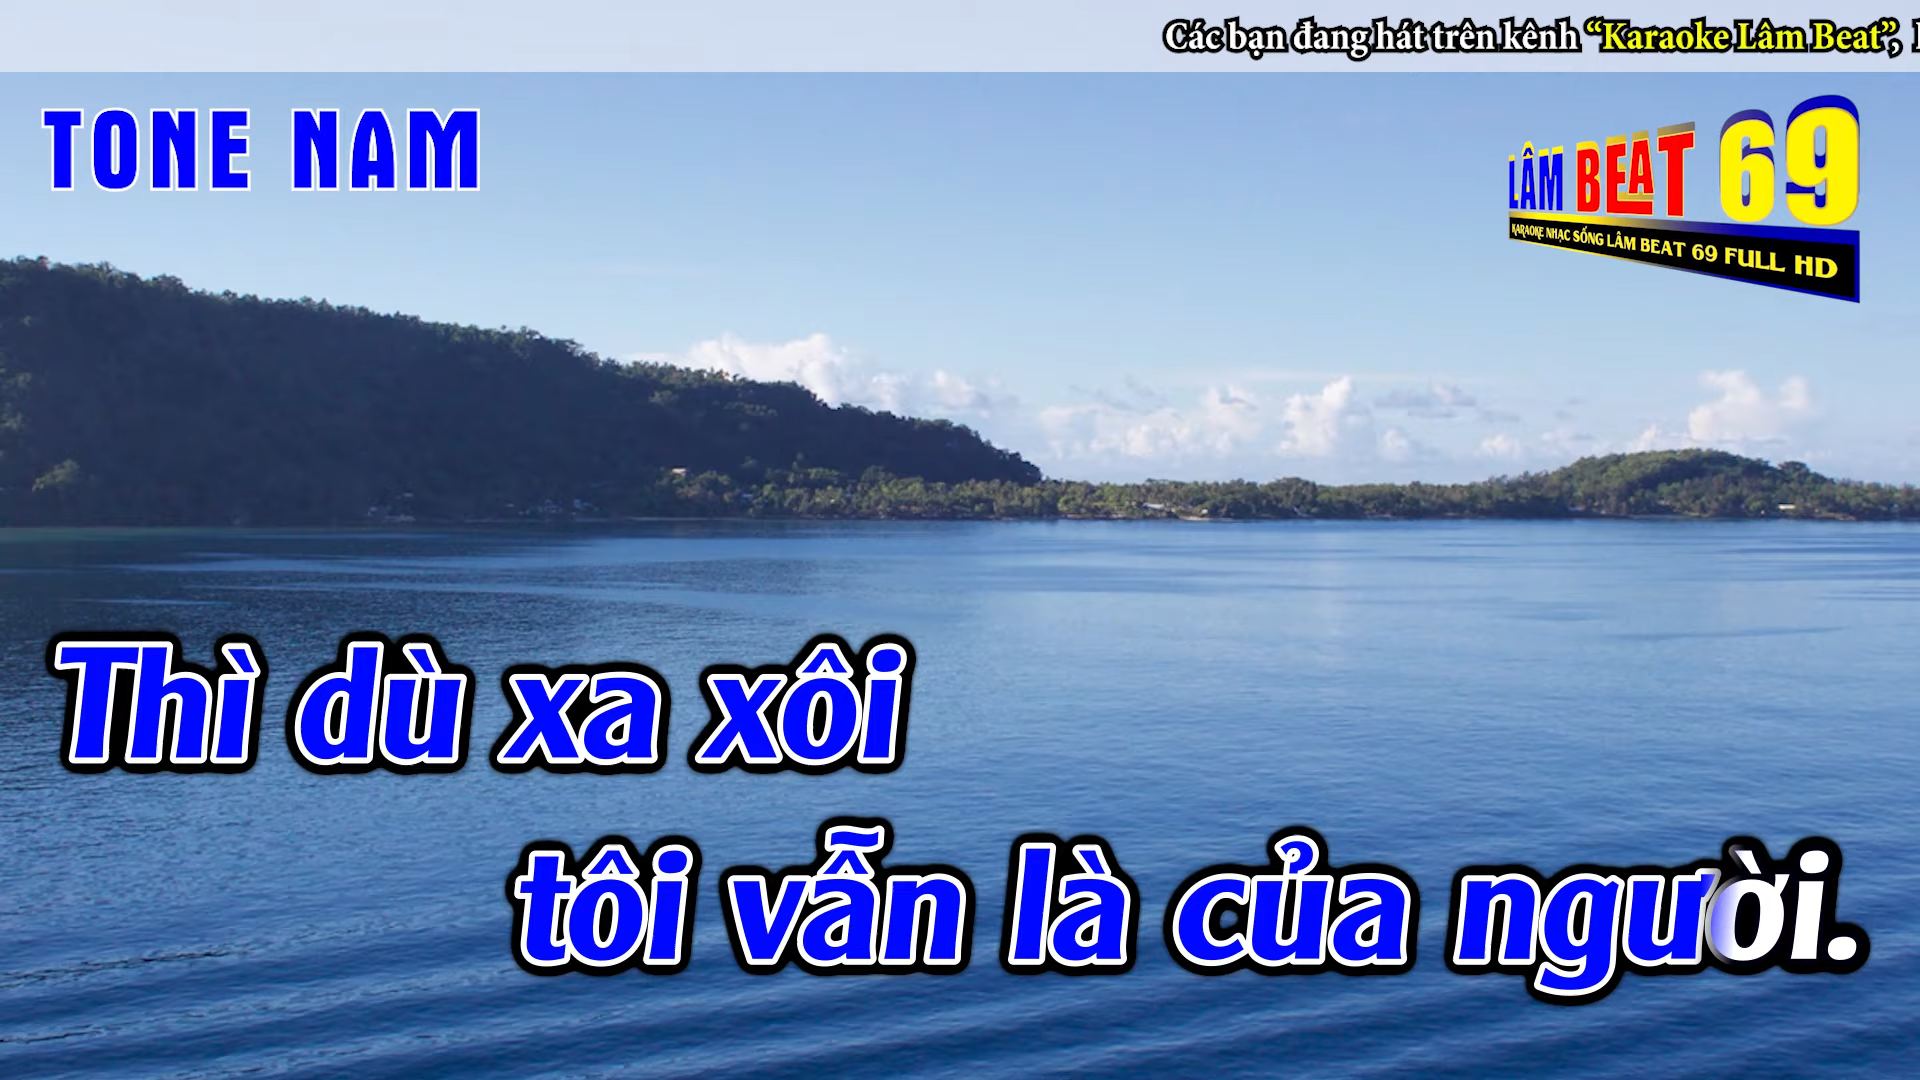 Các bạn đang hát trên kênh “Karaoke Lâm Beat”,
TONE NAM
LÂM BEAT 69
KARAOKE NHẠC SỐNG LÂM BEAT 69 FULL HD
Thì dù xa xôi
tôi vẫn là của người.